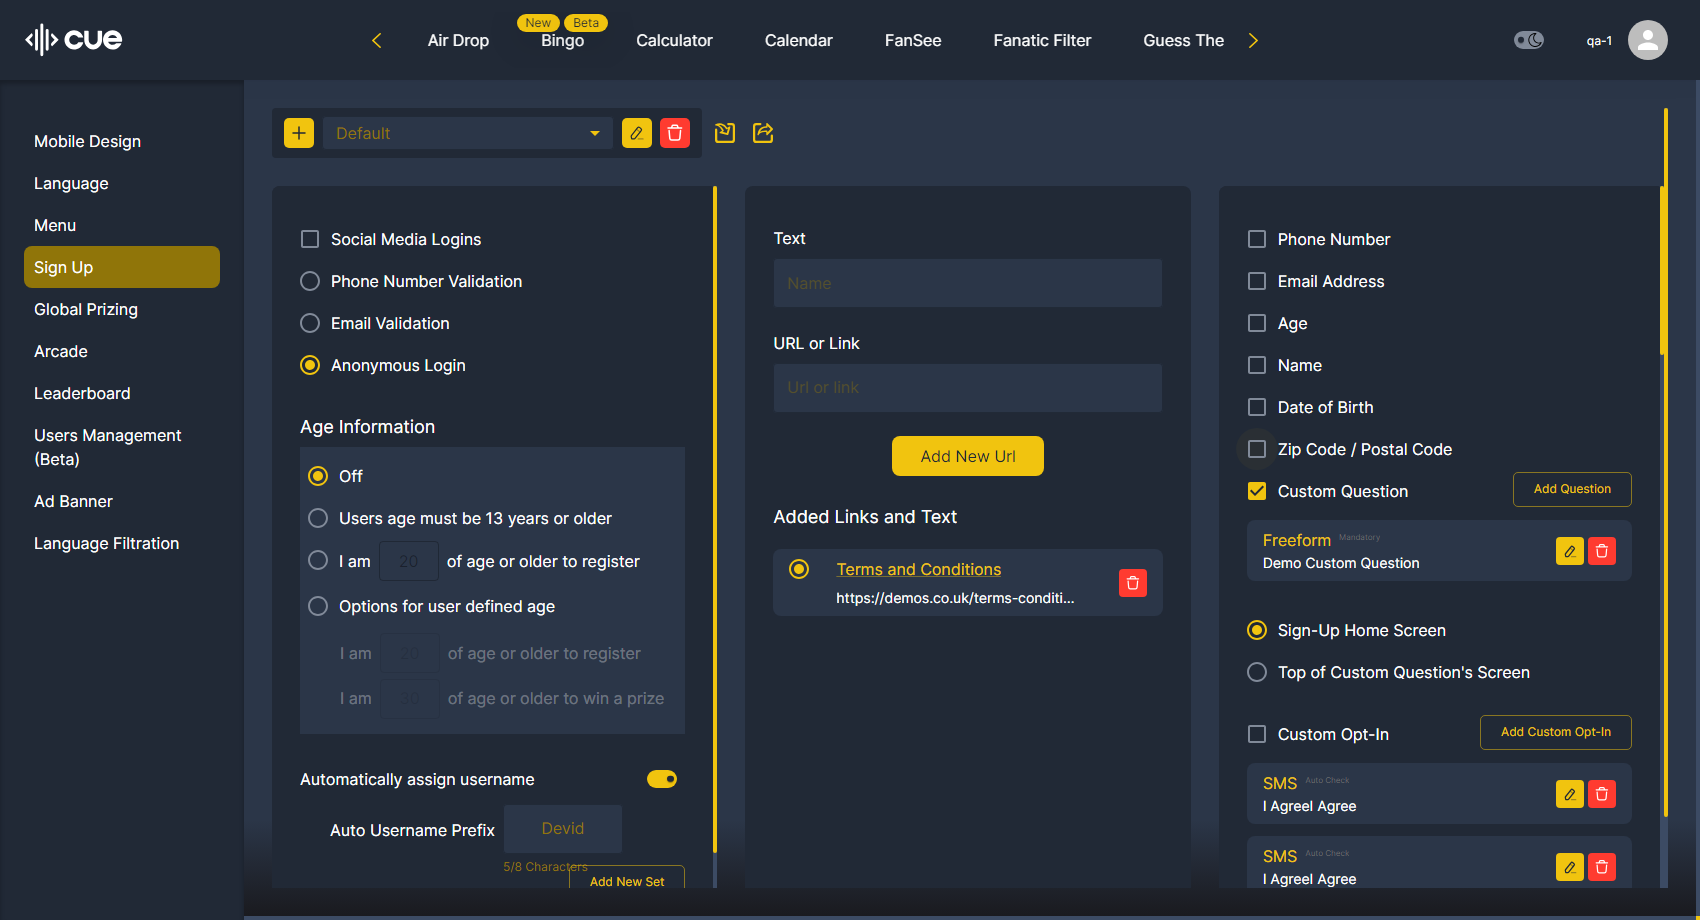 cue
Air Drop
New
Beta
Bingo
Calculator
Calendar
FanSee
Fanatic Filter
Guess The
qa-1
Mobile Design
Language
Menu
Sign Up
Global Prizing
Arcade
Leaderboard
Users Management
(Beta)
Ad Banner
Language Filtration
Default
Social Media Logins
Phone Number Validation
Email Validation
Anonymous Login
Age Information
Off
Users age must be 13 years or older
I am 20 of age or older to register
Options for user defined age
I am 20 of age or older to register
I am 30 of age or older to win a prize
Automatically assign username
Auto Username Prefix Devid
5/8 Characters
Add New Set
Text
Name
URL or Link
Url or link
Add New Url
Added Links and Text
Terms and Conditions
https://demos.co.uk/terms-conditi...
Phone Number
Email Address
Age
Name
Date of Birth
Zip Code / Postal Code
Custom Question Add Question
Freeform Mandatory
Demo Custom Question
Sign-Up Home Screen
Top of Custom Question's Screen
Custom Opt-In Add Custom Opt-In
SMS Auto Check
I AgreeI Agree
SMS Auto Check
I AgreeI Agree